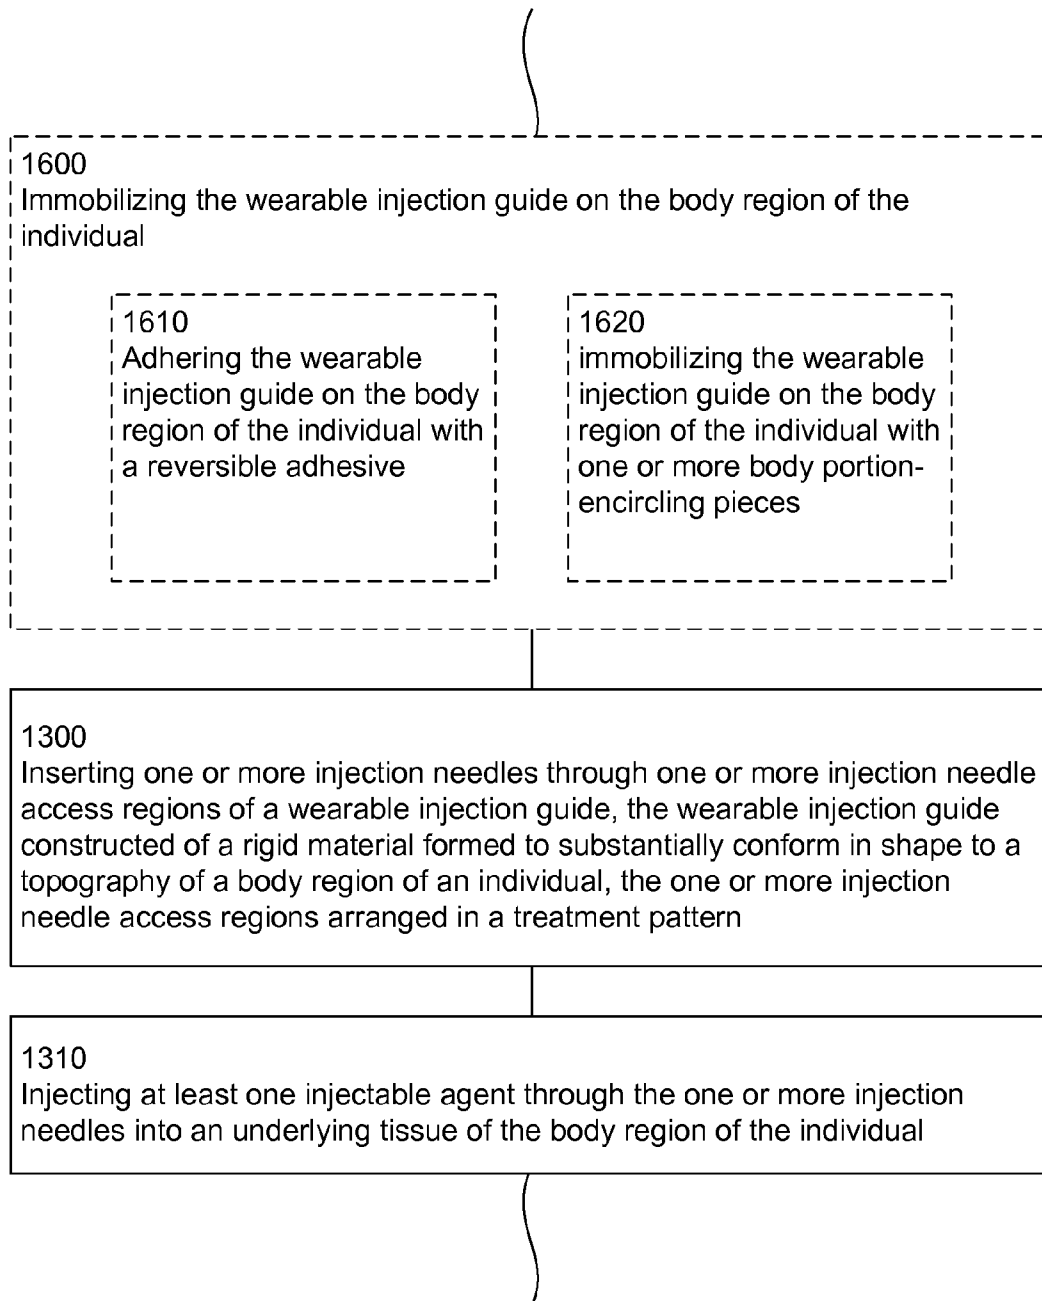 1600
Immobilizing the wearable injection guide on the body region of the
individual
1610
Adhering the wearable
injection guide on the body
region of the individual with
a reversible adhesive
1620
immobilizing the wearable
injection guide on the body
region of the individual with
one or more body portion-
encircling pieces
1300
Inserting one or more injection needles through one or more injection needle
access regions of a wearable injection guide, the wearable injection guide
constructed of a rigid material formed to substantially conform in shape to a
topography of a body region of an individual, the one or more injection
needle access regions arranged in a treatment pattern
1310
Injecting at least one injectable agent through the one or more injection
needles into an underlying tissue of the body region of the individual